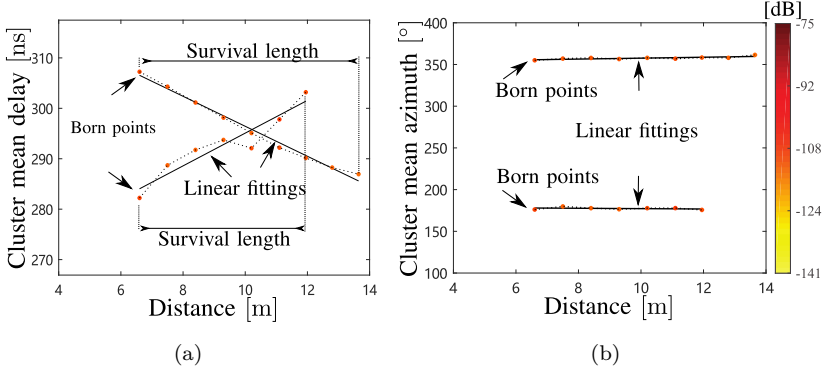 [dB]
Cluster mean delay [ns]
310
300
290
280
270
4
6
8
10
12
14
Distance [m]
Survival length
Born points
Linear fittings
Survival length
(a)
Cluster mean azimuth [°]
400
350
300
250
200
150
100
4
6
8
10
12
14
Distance [m]
Born points
Linear fittings
Born points
-75
-92
-108
-124
-141
(b)